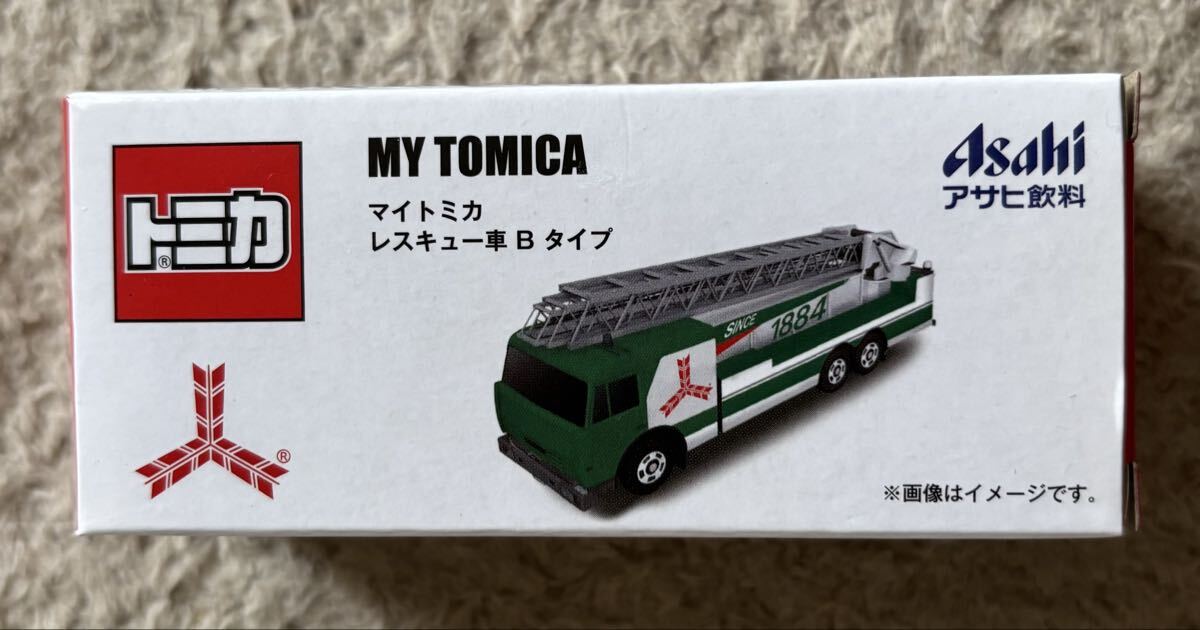 トミカ
®
MY TOMICA
マイトミカ
レスキュー車 B タイプ
Asahi
アサヒ飲料
SINCE
1884
®
※画像はイメージです。